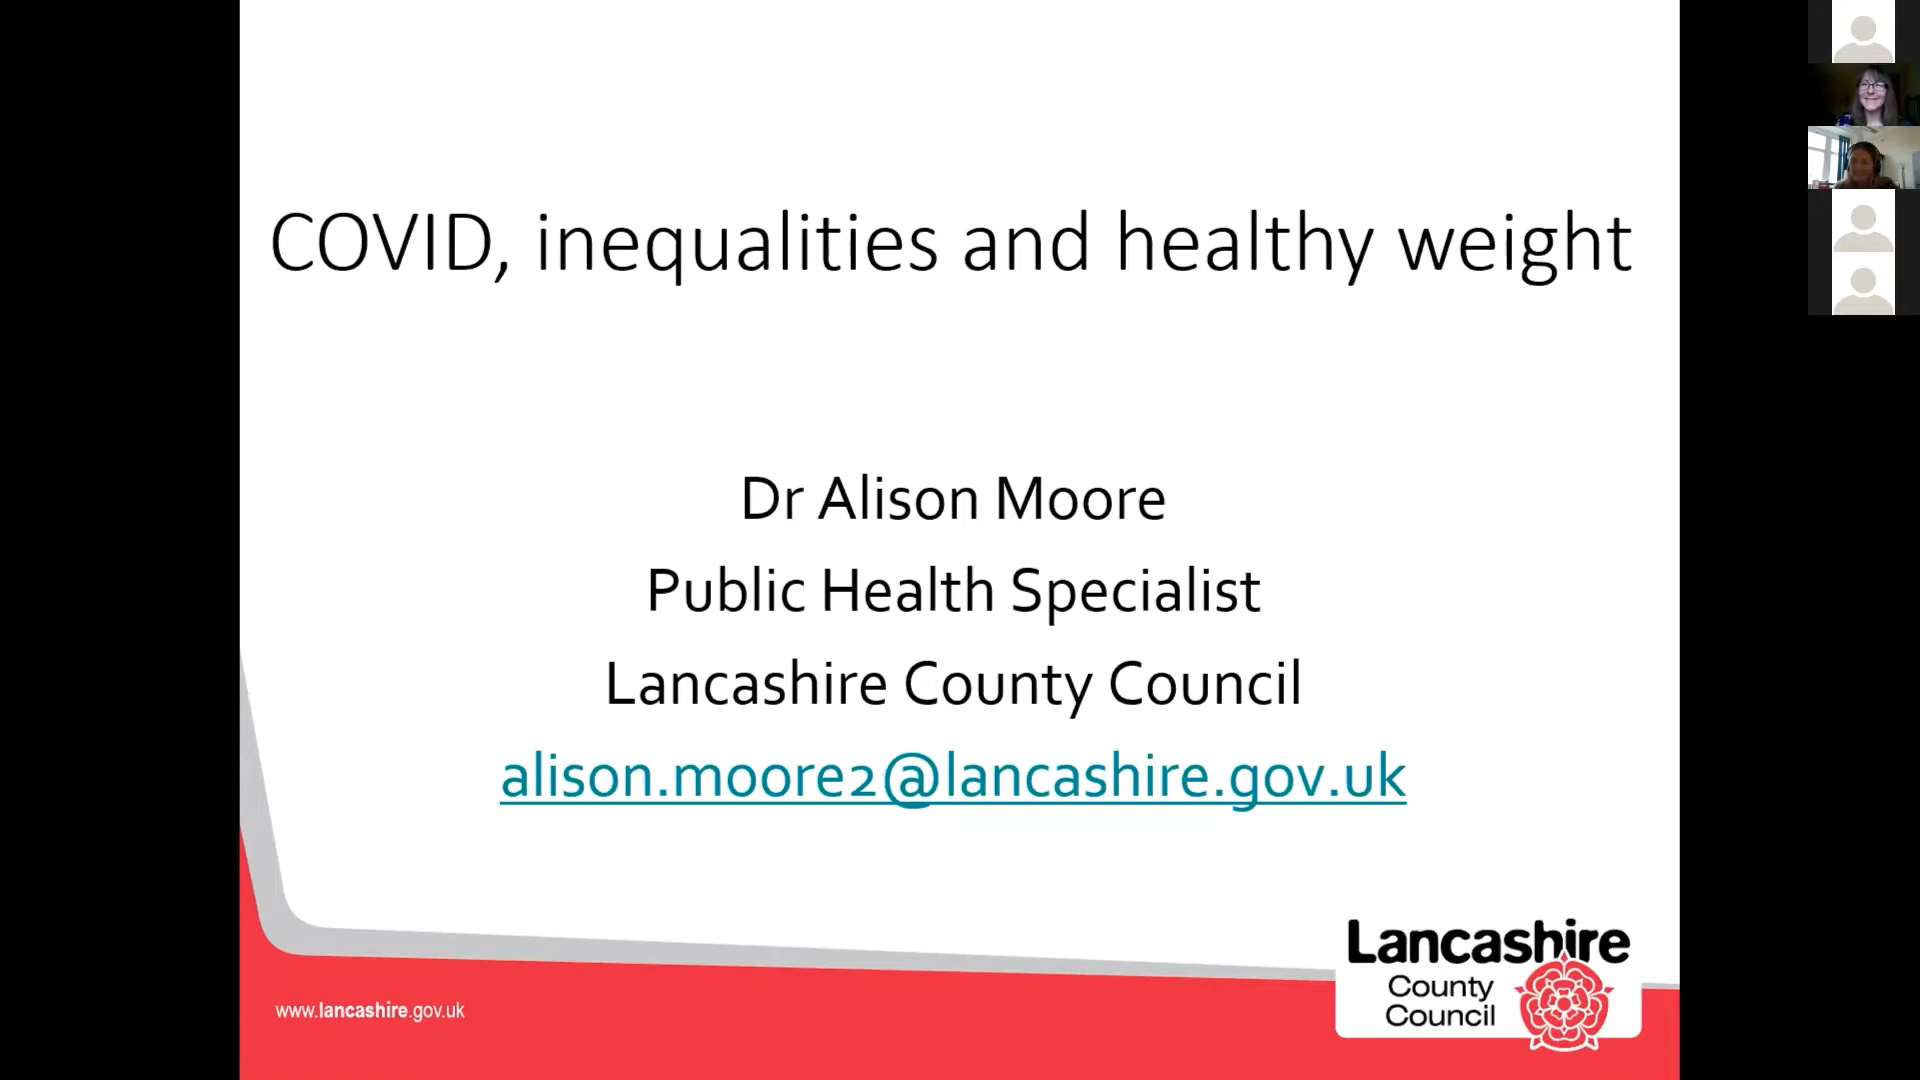 COVID, inequalities and healthy weight
Dr Alison Moore
Public Health Specialist
Lancashire County Council
alison.moore2@lancashire.gov.uk
www.lancashire.gov.uk
Lancashire
County
Council